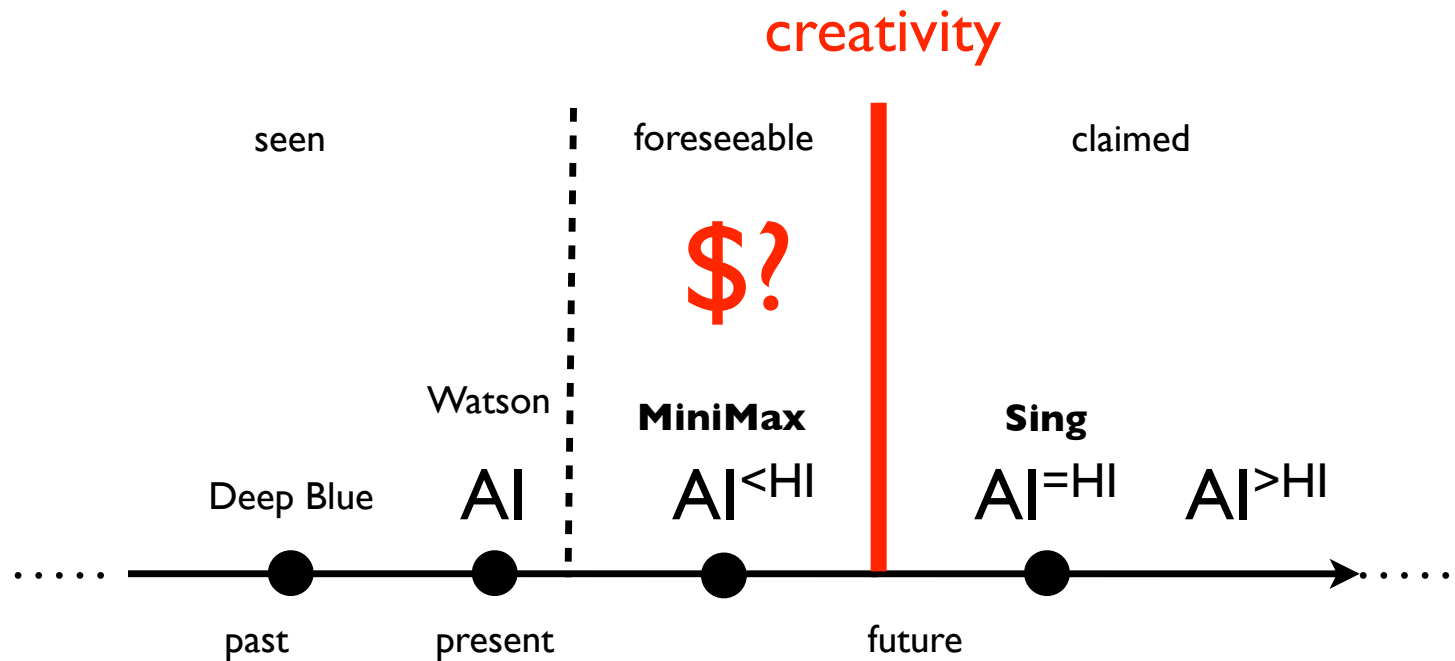 creativity
seen foreseeable claimed
$?
Watson MiniMax Sing
Deep Blue AI AI<HI AI=HI AI>HI
past present future